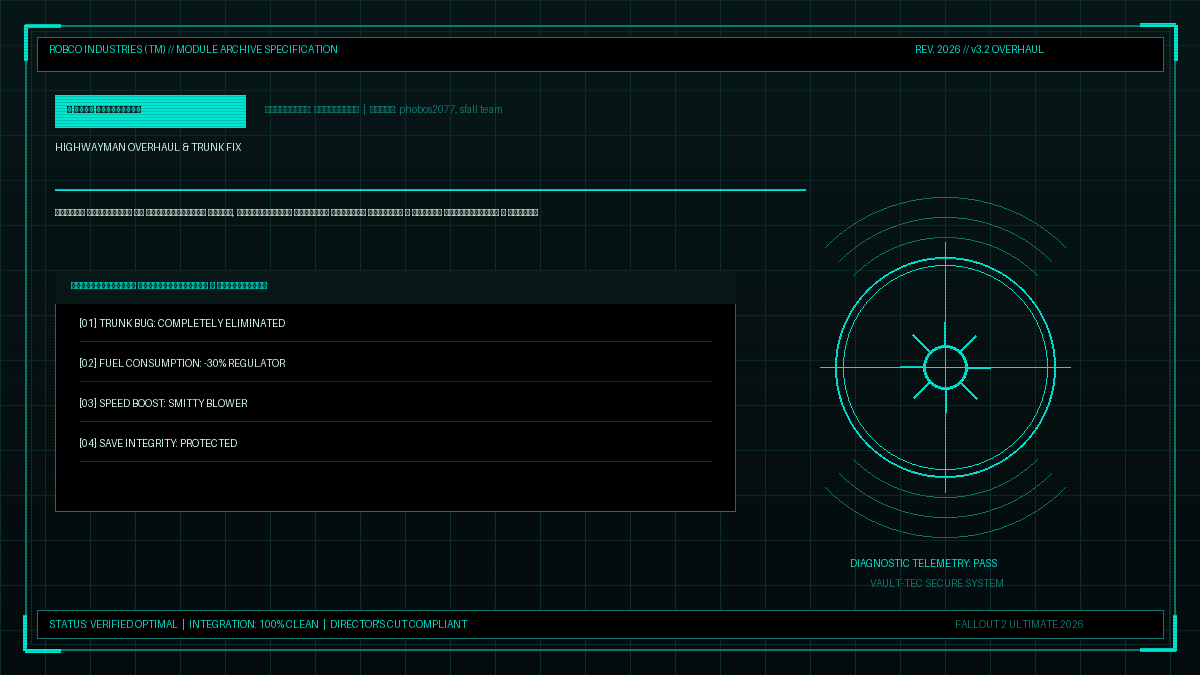 ROBCO INDUSTRIES (TM) // MODULE ARCHIVE SPECIFICATION
REV. 2026 // v3.2 OVERHAUL
phobos2077, sfall team
HIGHWAYMAN OVERHAUL & TRUNK FIX
[01] TRUNK BUG: COMPLETELY ELIMINATED
[02] FUEL CONSUMPTION: -30% REGULATOR
[03] SPEED BOOST: SMITTY BLOWER
[04] SAVE INTEGRITY: PROTECTED
DIAGNOSTIC TELEMETRY: PASS
VAULT-TEC SECURE SYSTEM
STATUS: VERIFIED OPTIMAL | INTEGRATION: 100% CLEAN | DIRECTOR'S CUT COMPLIANT
FALLOUT 2 ULTIMATE 2026